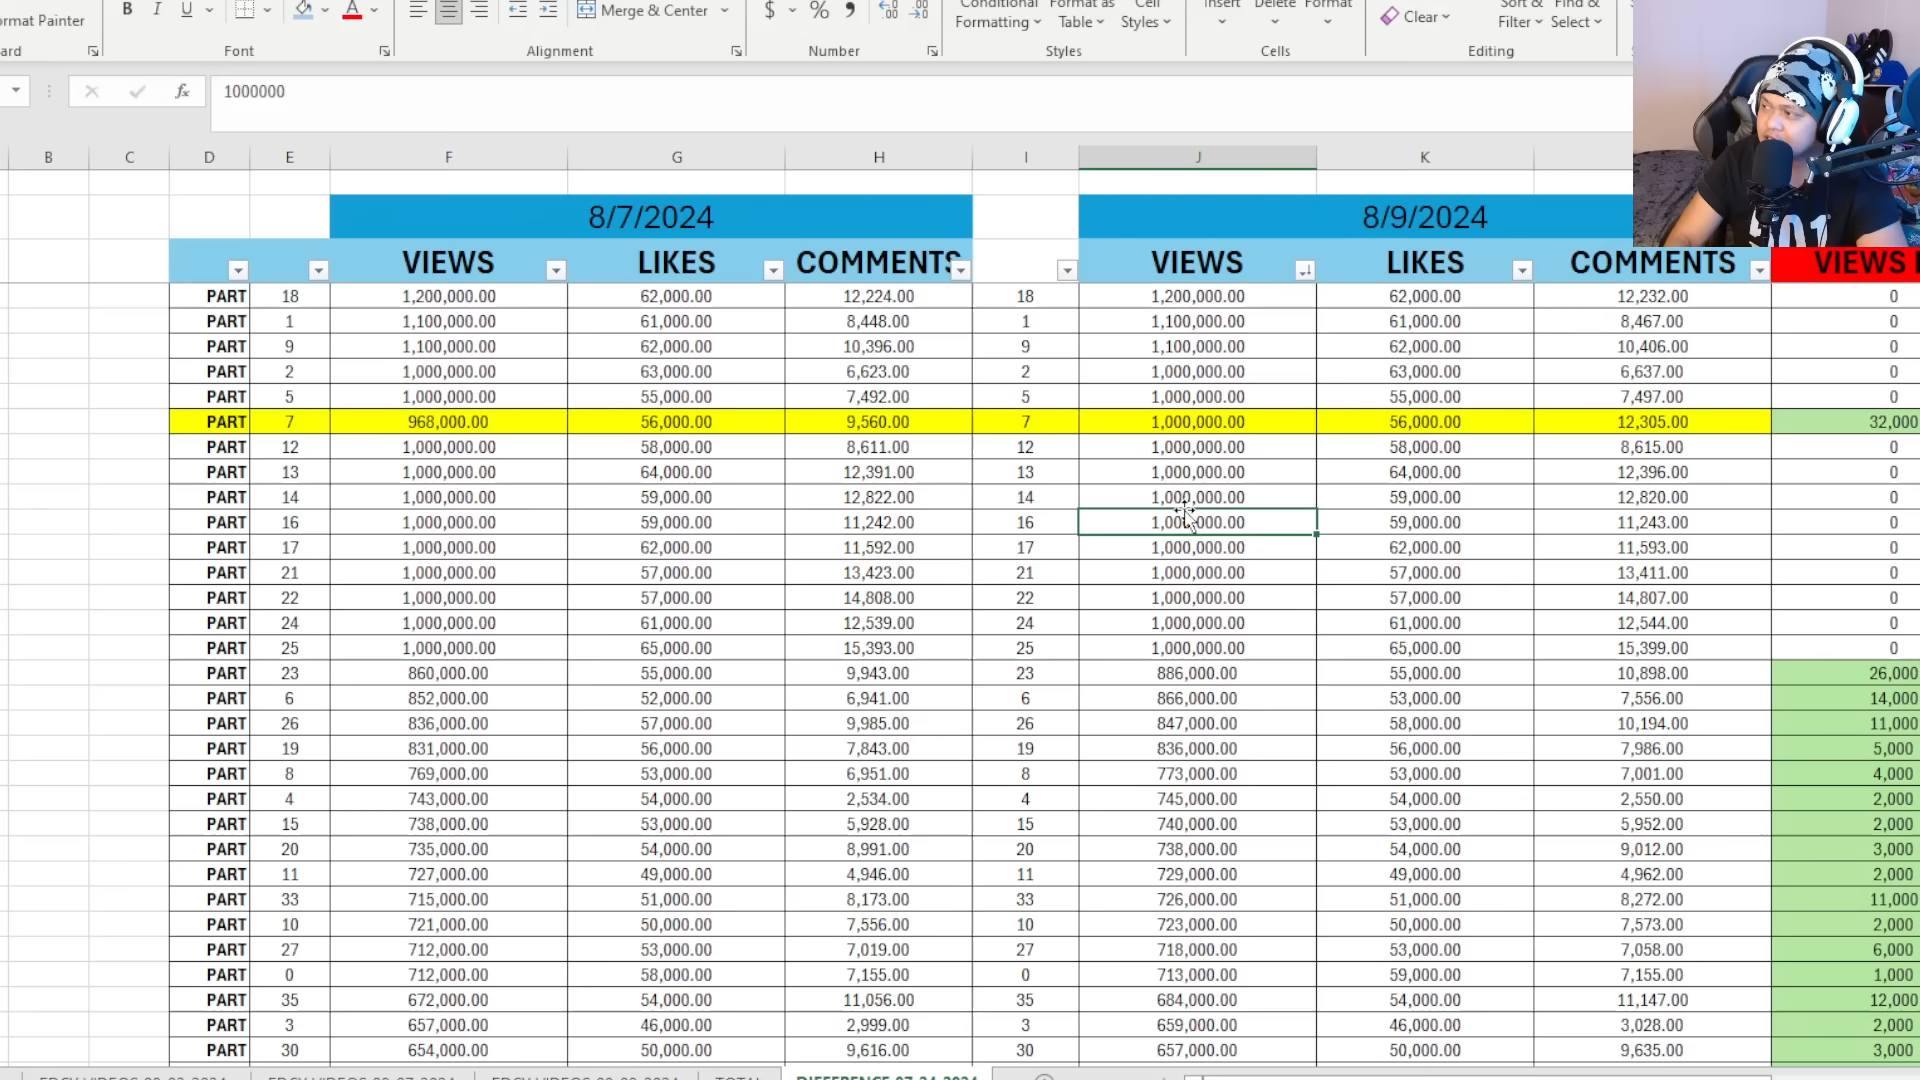 ormat Painter
B I U
Merge & Center
$ % 9
Conditional Formatting
Format as Table
Cell Styles
Insert Delete Format
Clear
Sort & Filter
Find & Select
ard Font Alignment Number Styles Cells Editing
fx 1000000
B C D E F G H I J K
8/7/2024 8/9/2024
VIEWS LIKES COMMENTS VIEWS LIKES COMMENTS VIEWS
PART 18 1,200,000.00 62,000.00 12,224.00 18 1,200,000.00 62,000.00 12,232.00 0
PART 1 1,100,000.00 61,000.00 8,448.00 1 1,100,000.00 61,000.00 8,467.00 0
PART 9 1,100,000.00 62,000.00 10,396.00 9 1,100,000.00 62,000.00 10,406.00 0
PART 2 1,000,000.00 63,000.00 6,623.00 2 1,000,000.00 63,000.00 6,637.00 0
PART 5 1,000,000.00 55,000.00 7,492.00 5 1,000,000.00 55,000.00 7,497.00 0
PART 7 968,000.00 56,000.00 9,560.00 7 1,000,000.00 56,000.00 12,305.00 32,000
PART 12 1,000,000.00 58,000.00 8,611.00 12 1,000,000.00 58,000.00 8,615.00 0
PART 13 1,000,000.00 64,000.00 12,391.00 13 1,000,000.00 64,000.00 12,396.00 0
PART 14 1,000,000.00 59,000.00 12,822.00 14 1,000,000.00 59,000.00 12,820.00 0
PART 16 1,000,000.00 59,000.00 11,242.00 16 1,000,000.00 59,000.00 11,243.00 0
PART 17 1,000,000.00 62,000.00 11,592.00 17 1,000,000.00 62,000.00 11,593.00 0
PART 21 1,000,000.00 57,000.00 13,423.00 21 1,000,000.00 57,000.00 13,411.00 0
PART 22 1,000,000.00 57,000.00 14,808.00 22 1,000,000.00 57,000.00 14,807.00 0
PART 24 1,000,000.00 61,000.00 12,539.00 24 1,000,000.00 61,000.00 12,544.00 0
PART 25 1,000,000.00 65,000.00 15,393.00 25 1,000,000.00 65,000.00 15,399.00 0
PART 23 860,000.00 55,000.00 9,943.00 23 886,000.00 55,000.00 10,898.00 26,000
PART 6 852,000.00 52,000.00 6,941.00 6 866,000.00 53,000.00 7,556.00 14,000
PART 26 836,000.00 57,000.00 9,985.00 26 847,000.00 58,000.00 10,194.00 11,000
PART 19 831,000.00 56,000.00 7,843.00 19 836,000.00 56,000.00 7,986.00 5,000
PART 8 769,000.00 53,000.00 6,951.00 8 773,000.00 53,000.00 7,001.00 4,000
PART 4 743,000.00 54,000.00 2,534.00 4 745,000.00 54,000.00 2,550.00 2,000
PART 15 738,000.00 53,000.00 5,928.00 15 740,000.00 53,000.00 5,952.00 2,000
PART 20 735,000.00 54,000.00 8,991.00 20 738,000.00 54,000.00 9,012.00 3,000
PART 11 727,000.00 49,000.00 4,946.00 11 729,000.00 49,000.00 4,962.00 2,000
PART 33 715,000.00 51,000.00 8,173.00 33 726,000.00 51,000.00 8,272.00 11,000
PART 10 721,000.00 50,000.00 7,556.00 10 723,000.00 50,000.00 7,573.00 2,000
PART 27 712,000.00 53,000.00 7,019.00 27 718,000.00 53,000.00 7,058.00 6,000
PART 0 712,000.00 58,000.00 7,155.00 0 713,000.00 59,000.00 7,155.00 1,000
PART 35 672,000.00 54,000.00 11,056.00 35 684,000.00 54,000.00 11,147.00 12,000
PART 3 657,000.00 46,000.00 2,999.00 3 659,000.00 46,000.00 3,028.00 2,000
PART 30 654,000.00 50,000.00 9,616.00 30 657,000.00 50,000.00 9,635.00 3,000
TOTAL DIFFERENCE 07-24-2024